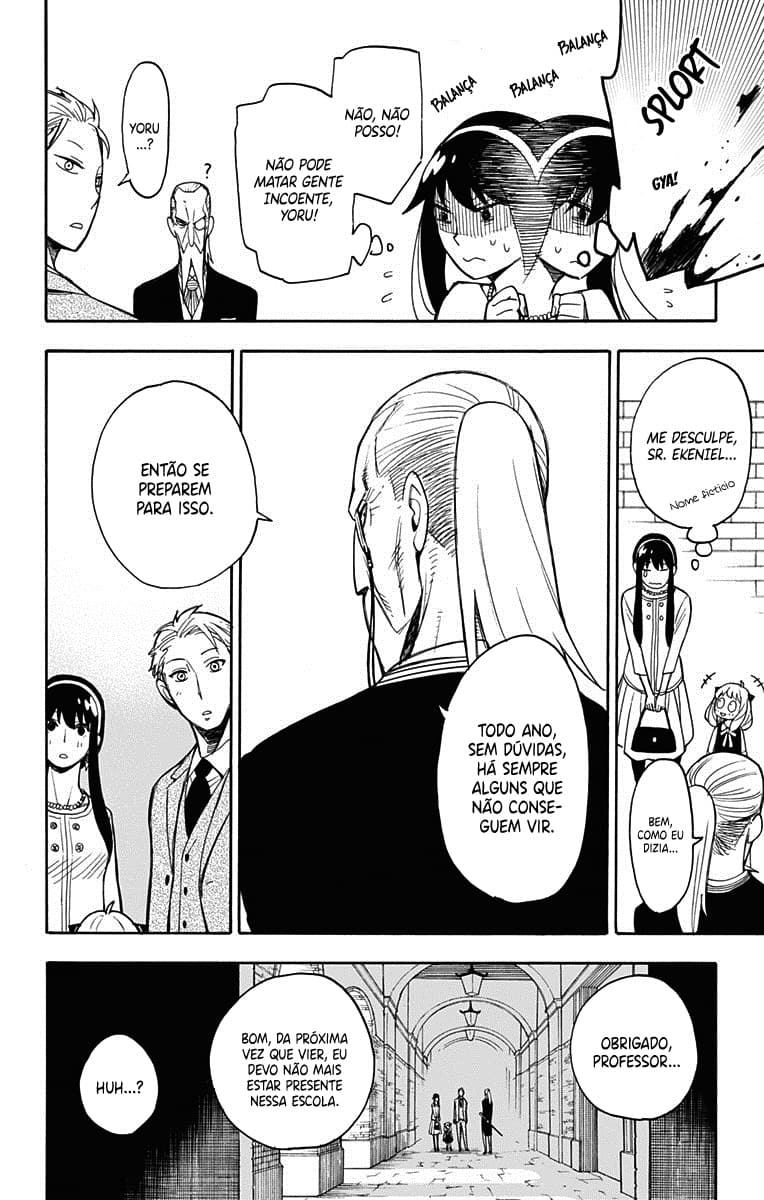 SPLORT
GYA!
BALANÇA
BALANÇA
BALANÇA
NÃO, NÃO
POSSO!
NÃO PODE
MATAR GENTE
INCOENTE,
YORU!
?
YORU
...?
ME DESCULPE,
SR. EKENIEL...
Nome fictício
BEM,
COMO EU
DIZIA...
TODO ANO,
SEM DÚVIDAS,
HÁ SEMPRE
ALGUNS QUE
NÃO CONSE-
GUEM VIR.
ENTÃO SE
PREPAREM
PARA ISSO.
OBRIGADO,
PROFESSOR...
BOM, DA PRÓXIMA
VEZ QUE VIER, EU
DEVO NÃO MAIS
ESTAR PRESENTE
NESSA ESCOLA.
HUH...?